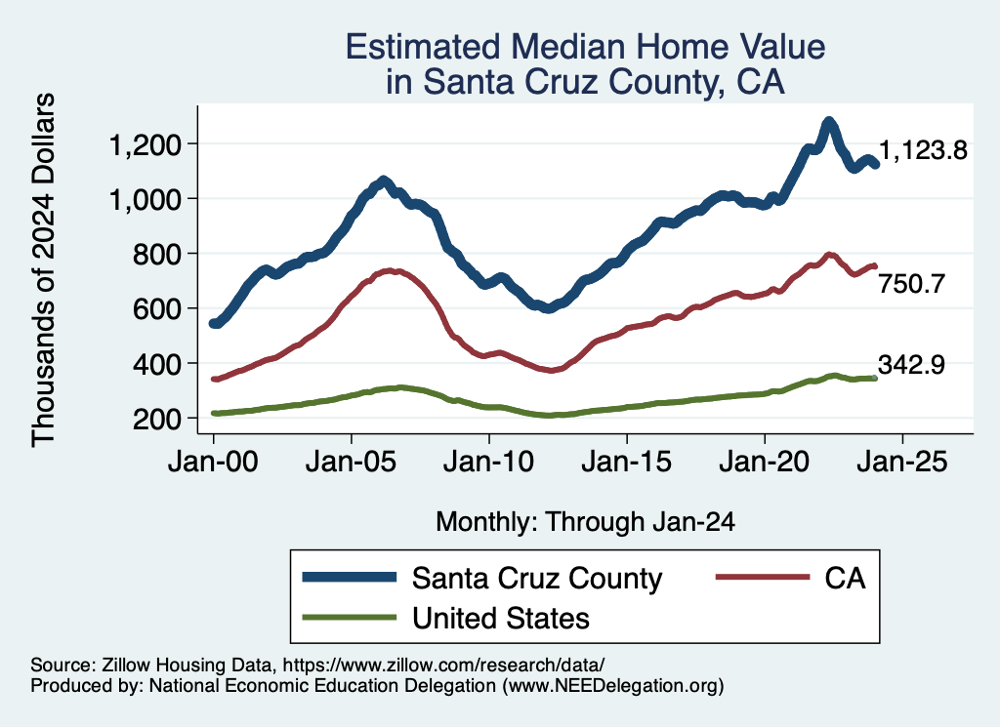 Estimated Median Home Value
in Santa Cruz County, CA
Thousands of 2024 Dollars
1,200
1,000
800
600
400
200
1,123.8
750.7
342.9
Jan-00 Jan-05 Jan-10 Jan-15 Jan-20 Jan-25
Monthly: Through Jan-24
Santa Cruz County CA
United States
Source: Zillow Housing Data, https://www.zillow.com/research/data/
Produced by: National Economic Education Delegation (www.NEEDelegation.org)